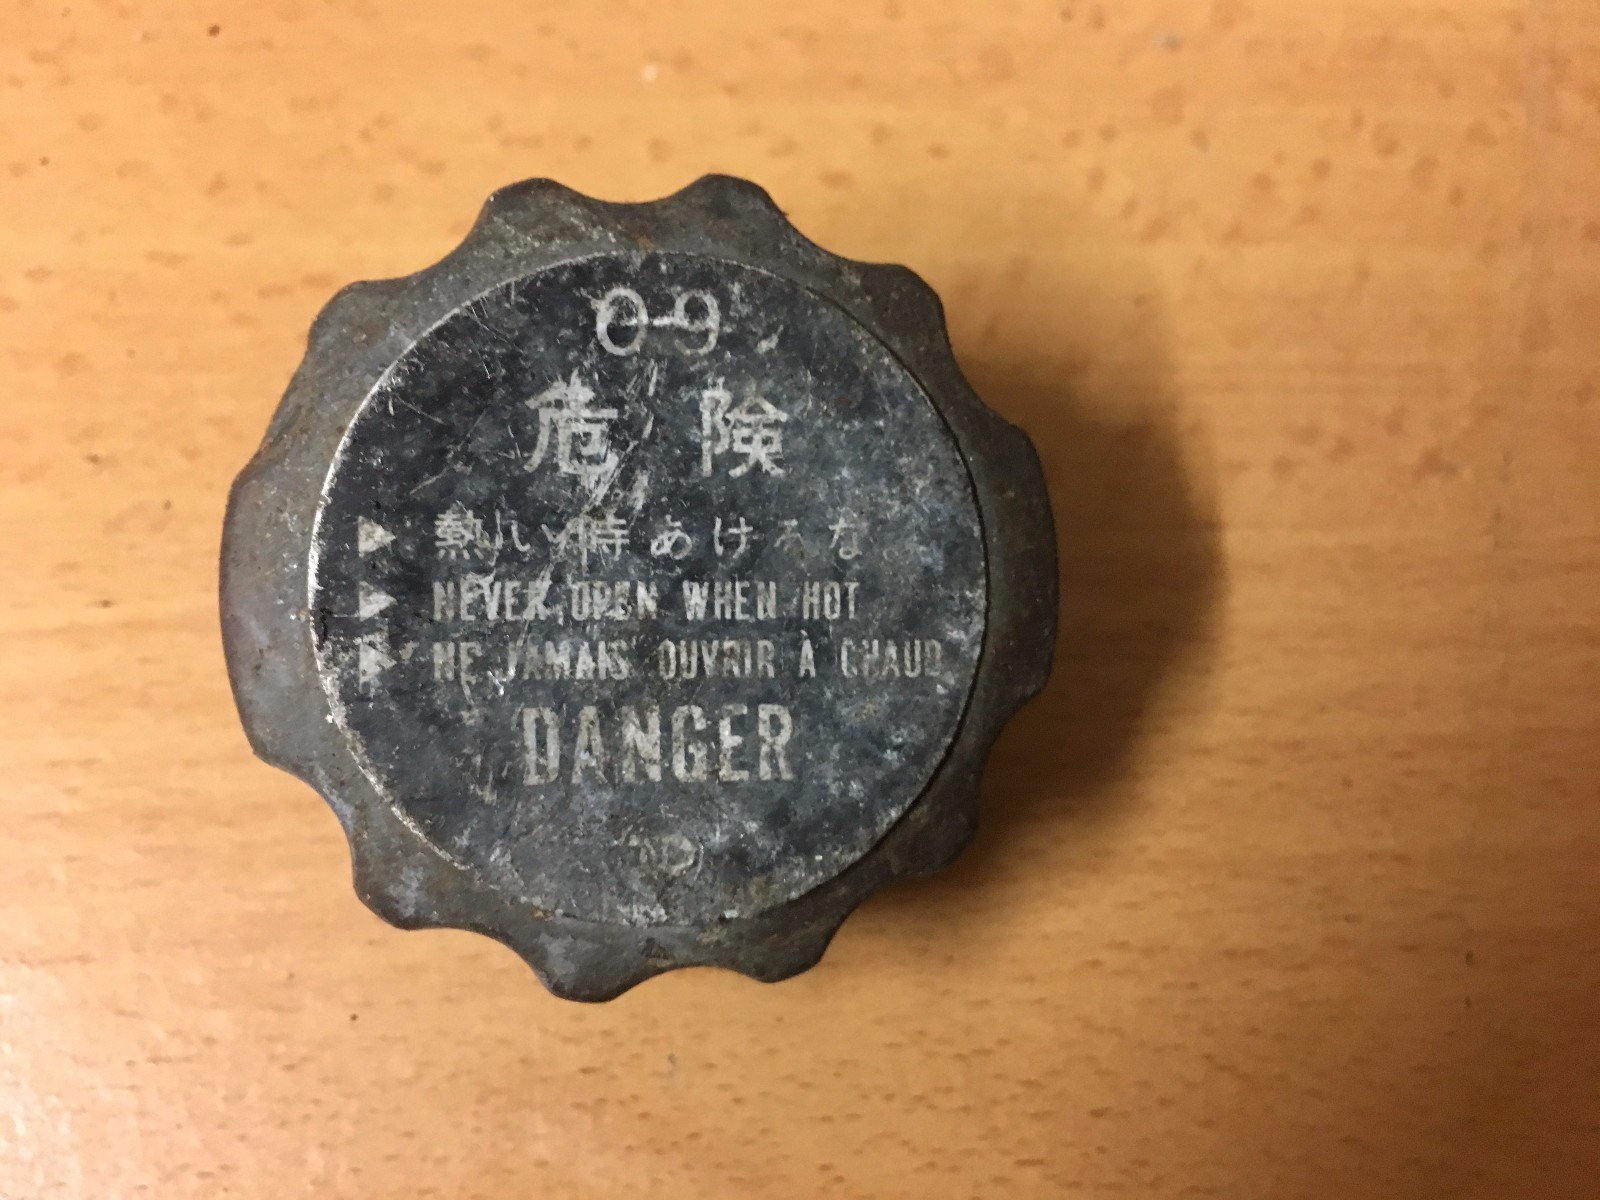 0-9
危険
▶ 熱い時あけるな。
▶ NEVER OPEN WHEN HOT
▶ NE JAMAIS OUVRIR À CHAUD
DANGER